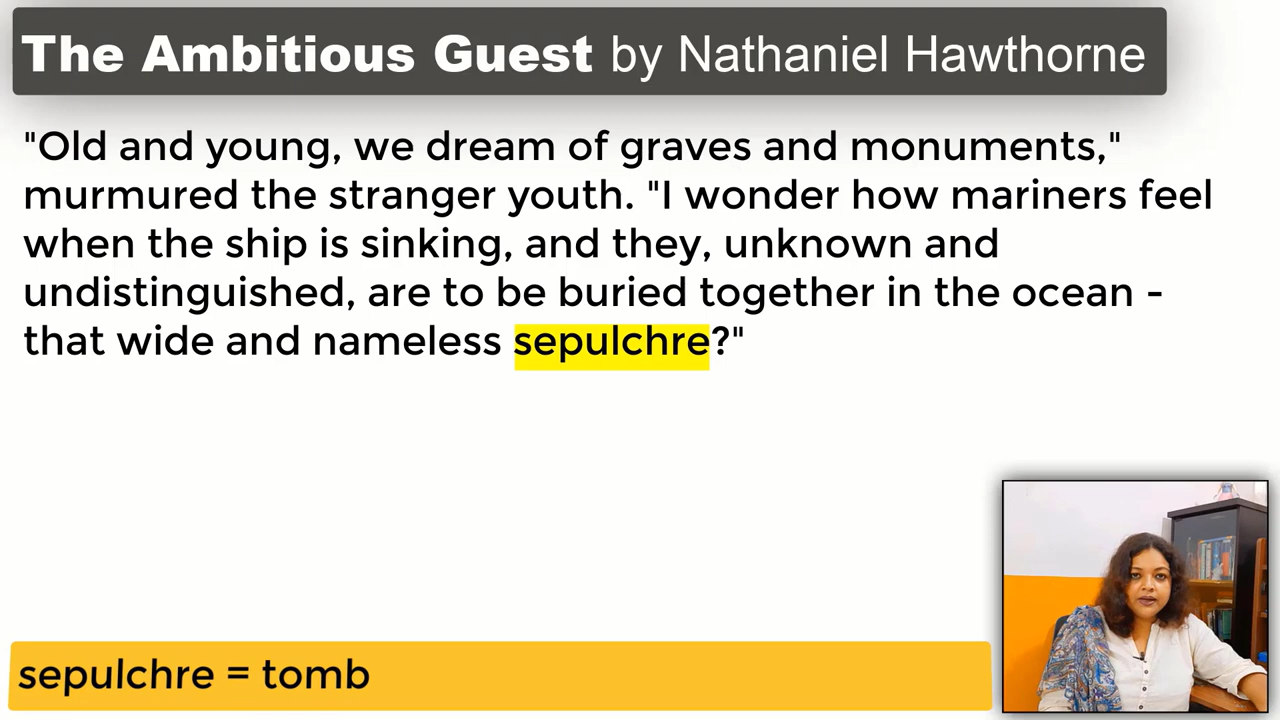 The Ambitious Guest by Nathaniel Hawthorne
"Old and young, we dream of graves and monuments,"
murmured the stranger youth. "I wonder how mariners feel
when the ship is sinking, and they, unknown and
undistinguished, are to be buried together in the ocean -
that wide and nameless sepulchre?"
sepulchre = tomb